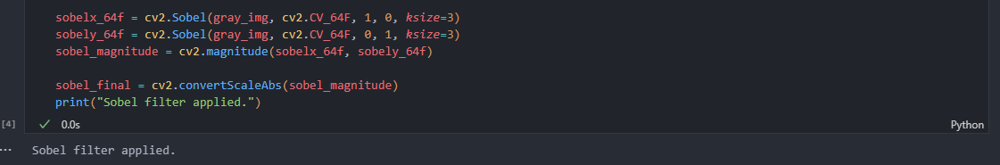 sobelx_64f = cv2.Sobel(gray_img, cv2.CV_64F, 1, 0, ksize=3)
sobely_64f = cv2.Sobel(gray_img, cv2.CV_64F, 0, 1, ksize=3)
sobel_magnitude = cv2.magnitude(sobelx_64f, sobely_64f)

sobel_final = cv2.convertScaleAbs(sobel_magnitude)
print("Sobel filter applied.")
[4] ✓ 0.0s Python
... Sobel filter applied.